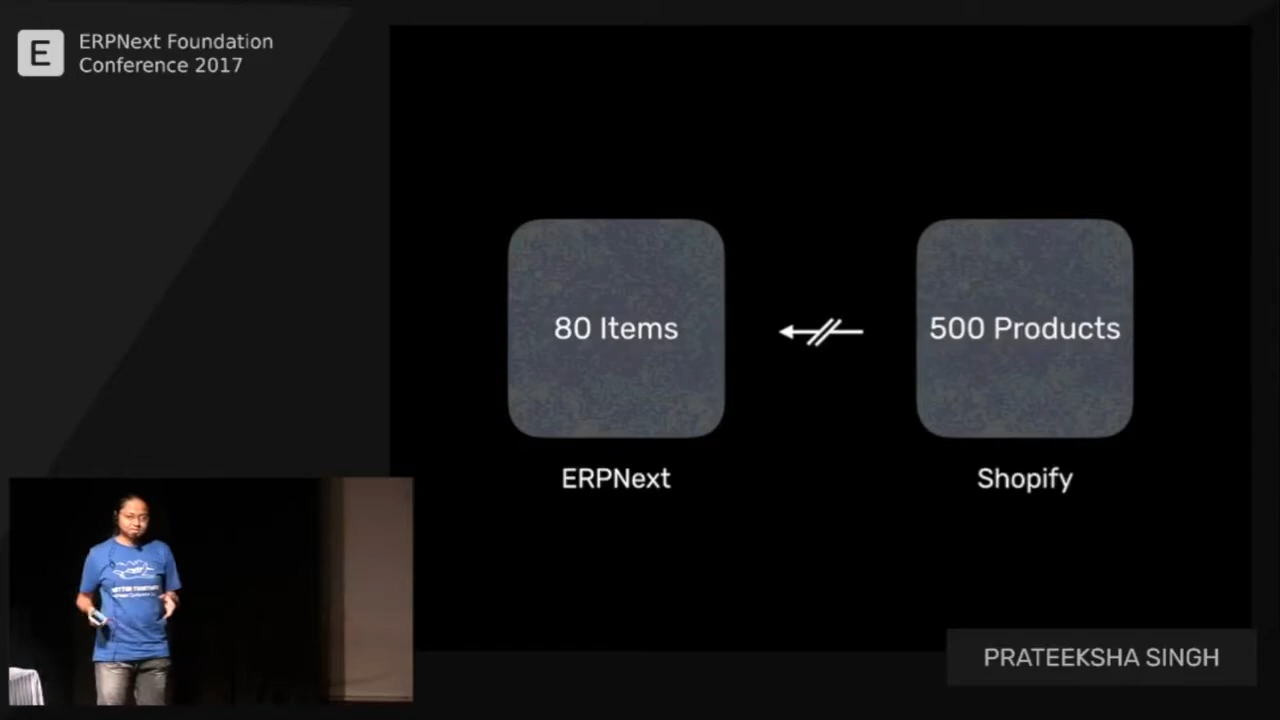 E
ERPNext Foundation
Conference 2017
80 Items
500 Products
ERPNext
Shopify
PRATEEKSHA SINGH